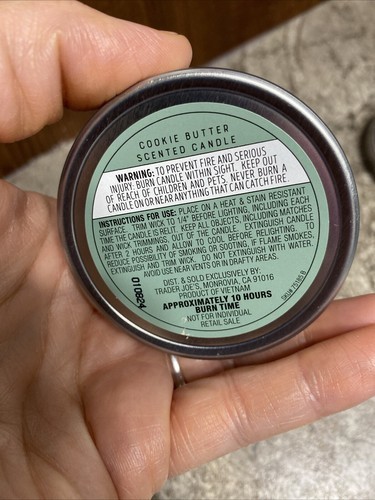 COOKIE BUTTER
SCENTED CANDLE
WARNING: TO PREVENT FIRE AND SERIOUS
INJURY: BURN CANDLE WITHIN SIGHT. KEEP OUT
OF REACH OF CHILDREN AND PETS. NEVER BURN A
CANDLE ON OR NEAR ANYTHING THAT CAN CATCH FIRE.
INSTRUCTIONS FOR USE: PLACE ON A HEAT & STAIN RESISTANT
SURFACE. TRIM WICK TO 1/4" BEFORE LIGHTING, INCLUDING EACH
TIME THE CANDLE IS RELIT. KEEP ALL OBJECTS, INCLUDING MATCHES
AND WICK TRIMMINGS, OUT OF THE CANDLE. EXTINGUISH CANDLE
AFTER 2 HOURS AND ALLOW TO COOL BEFORE RELIGHTING. TO
REDUCE POSSIBILITY OF SMOKING OR SOOTING, IF FLAME SMOKES,
EXTINGUISH AND TRIM WICK. DO NOT EXTINGUISH WITH WATER.
AVOID USE NEAR VENTS OR IN DRAFTY AREAS.
DIST. & SOLD EXCLUSIVELY BY:
TRADER JOE'S, MONROVIA, CA 91016
PRODUCT OF VIETNAM
APPROXIMATELY 10 HOURS
BURN TIME
NOT FOR INDIVIDUAL
RETAIL SALE
010824